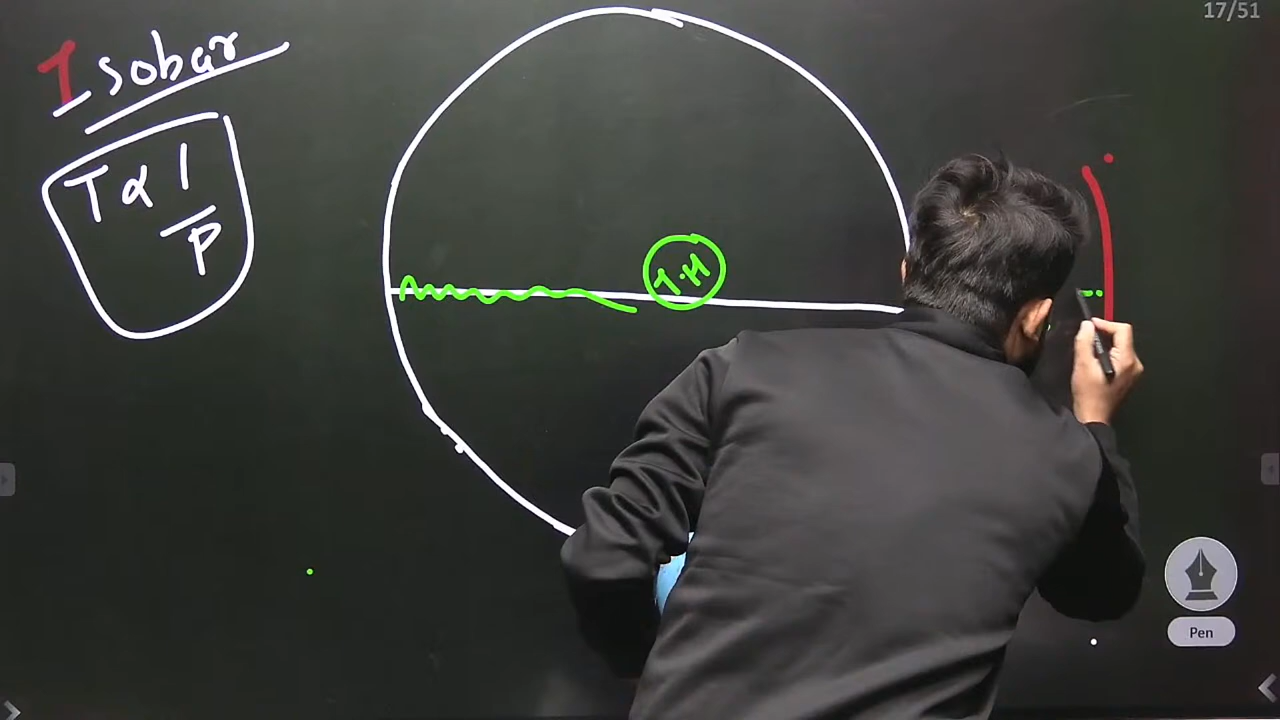 17/51
Isobar
T α 1
P
T.H
Pen